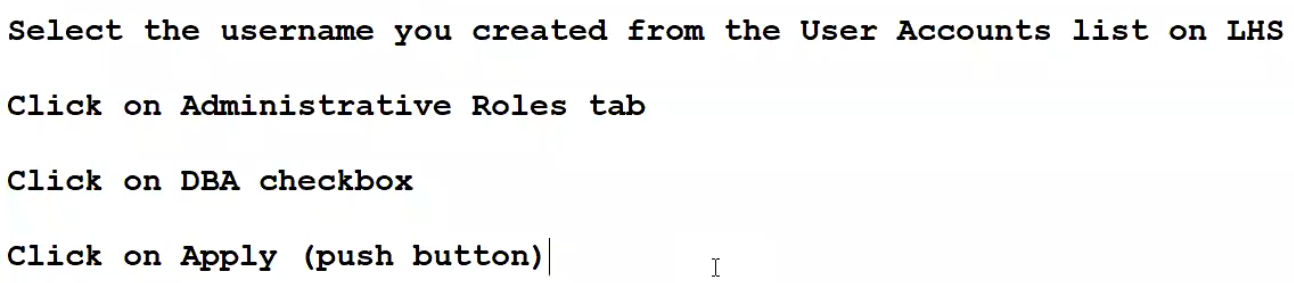 Select the username you created from the User Accounts list on LHS
Click on Administrative Roles tab
Click on DBA checkbox
Click on Apply (push button)